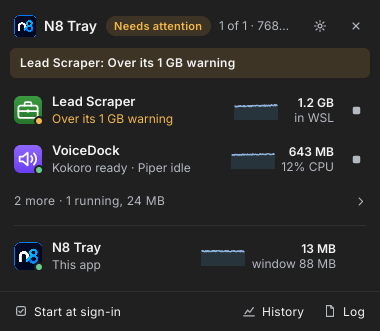 n8 N8 Tray Needs attention 1 of 1 · 768...
Lead Scraper: Over its 1 GB warning
Lead Scraper 1.2 GB
Over its 1 GB warning in WSL
VoiceDock 643 MB
Kokoro ready · Piper idle 12% CPU
2 more · 1 running, 24 MB
n8 N8 Tray 13 MB
This app window 88 MB
Start at sign-in History Log